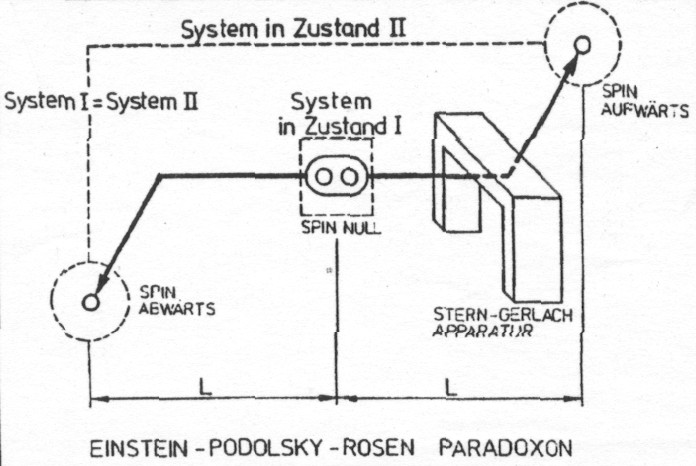 System in Zustand II
System I = System II
System
in Zustand I
SPIN
AUFWÄRTS
SPIN NULL
SPIN
ABWÄRTS
STERN-GERLACH
APPARATUR
L
L
EINSTEIN - PODOLSKY - ROSEN PARADOXON